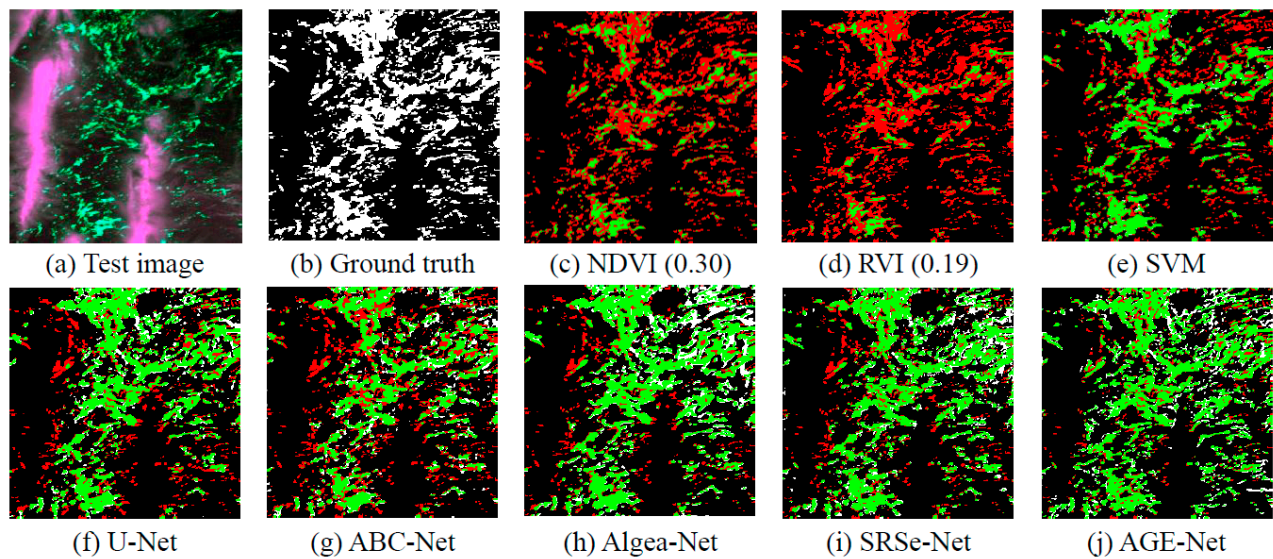 (a) Test image
(b) Ground truth
(c) NDVI (0.30)
(d) RVI (0.19)
(e) SVM
(f) U-Net
(g) ABC-Net
(h) Algea-Net
(i) SRSe-Net
(j) AGE-Net